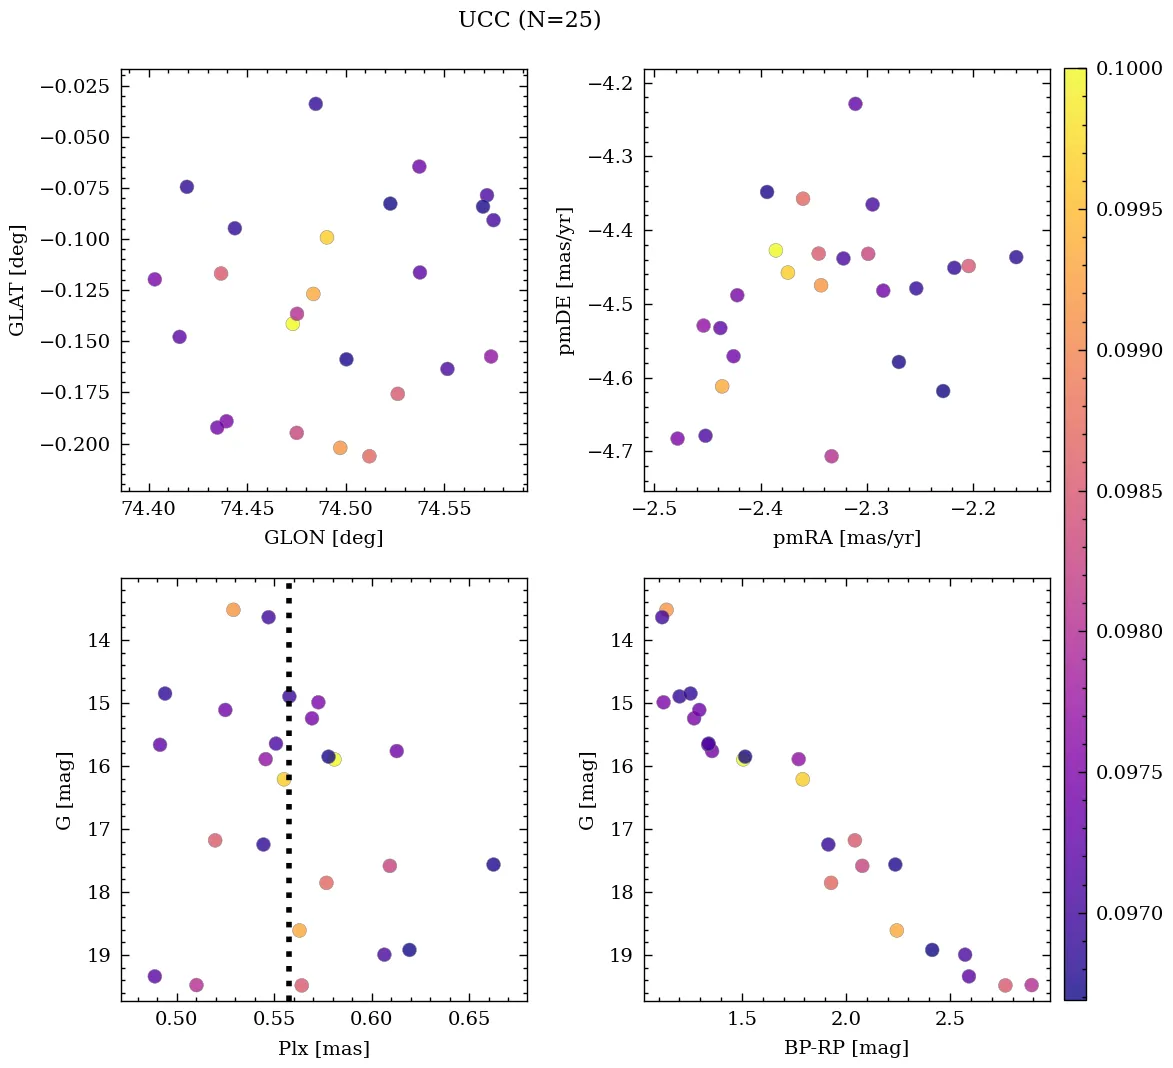 UCC (N=25)
−0.025
−0.050
−0.075
−0.100
−0.125
−0.150
−0.175
−0.200
GLAT [deg]
74.40 74.45 74.50 74.55
GLON [deg]
−4.2
−4.3
−4.4
−4.5
−4.6
−4.7
pmDE [mas/yr]
−2.5 −2.4 −2.3 −2.2
pmRA [mas/yr]
14
15
16
17
18
19
G [mag]
0.50 0.55 0.60 0.65
Plx [mas]
14
15
16
17
18
19
G [mag]
1.5 2.0 2.5
BP-RP [mag]
0.1000
0.0995
0.0990
0.0985
0.0980
0.0975
0.0970